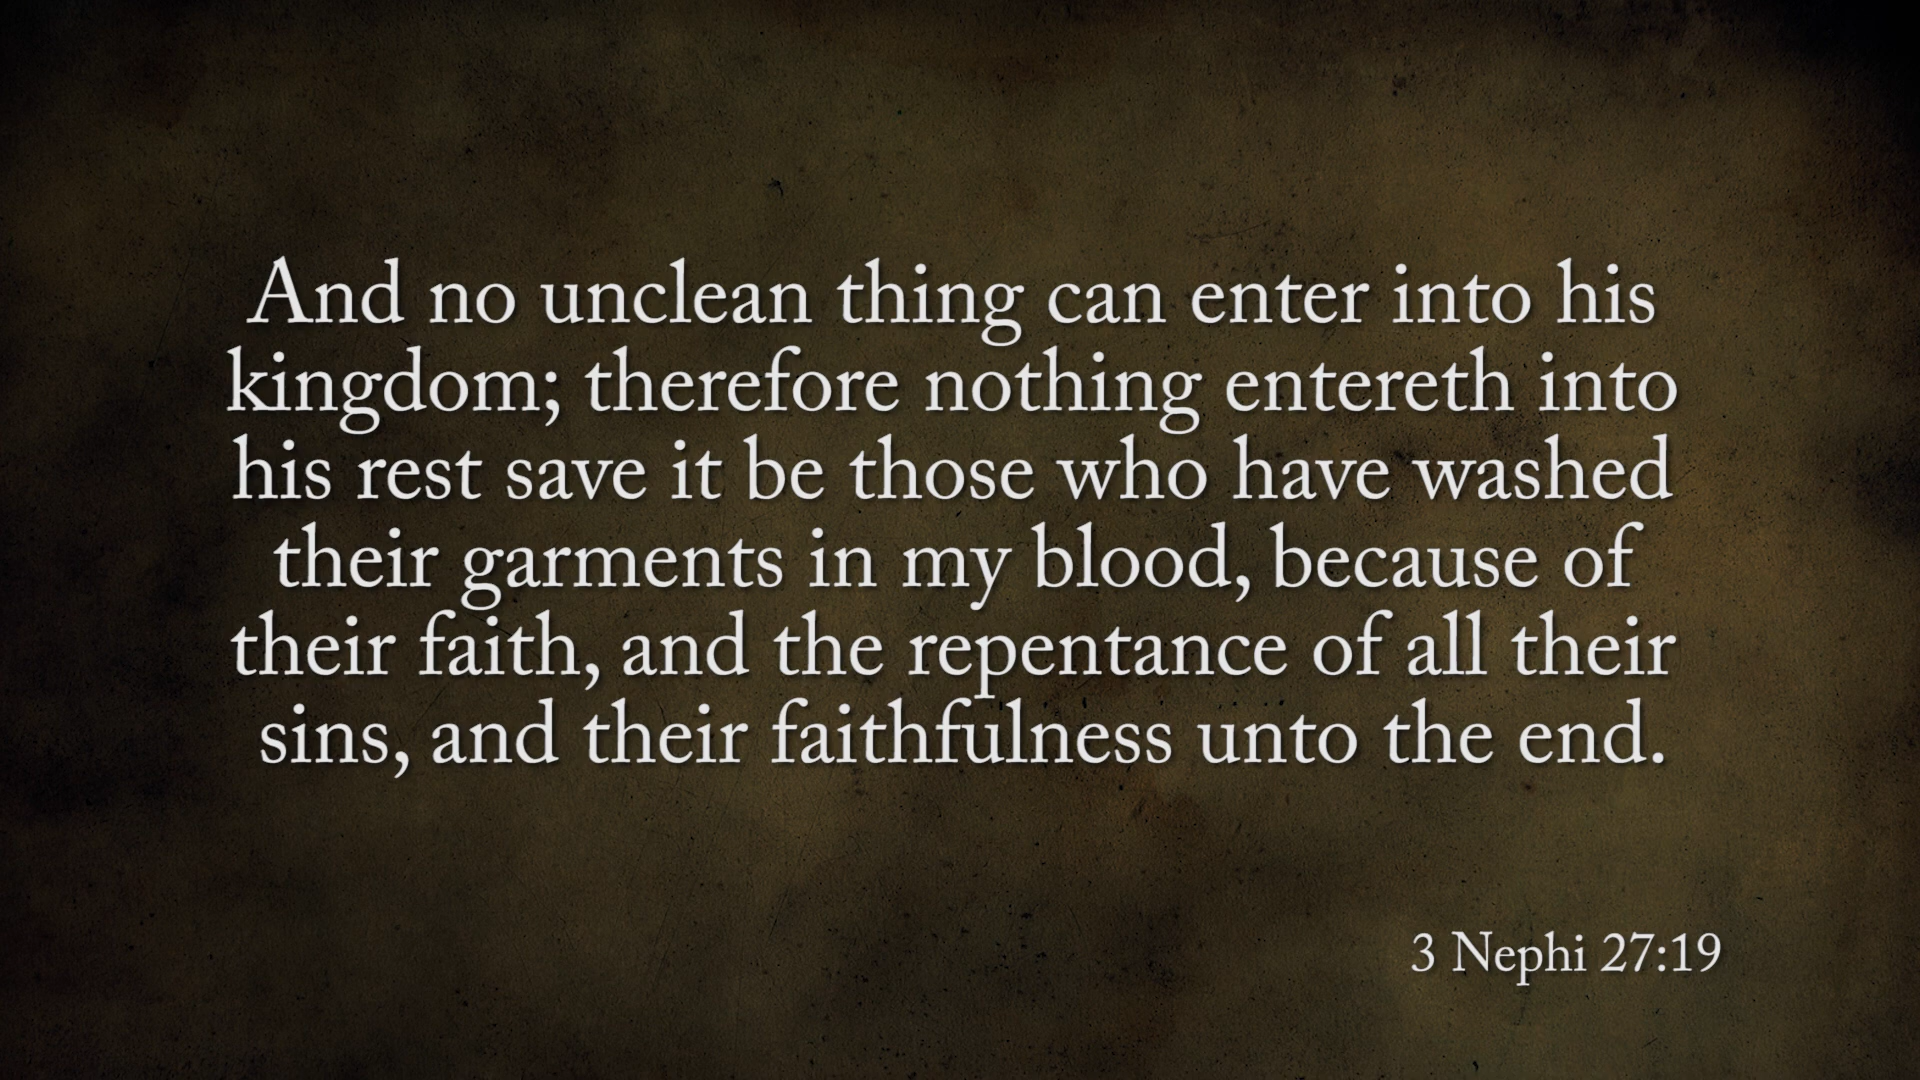 And no unclean thing can enter into his
kingdom; therefore nothing entereth into
his rest save it be those who have washed
their garments in my blood, because of
their faith, and the repentance of all their
sins, and their faithfulness unto the end.
3 Nephi 27:19